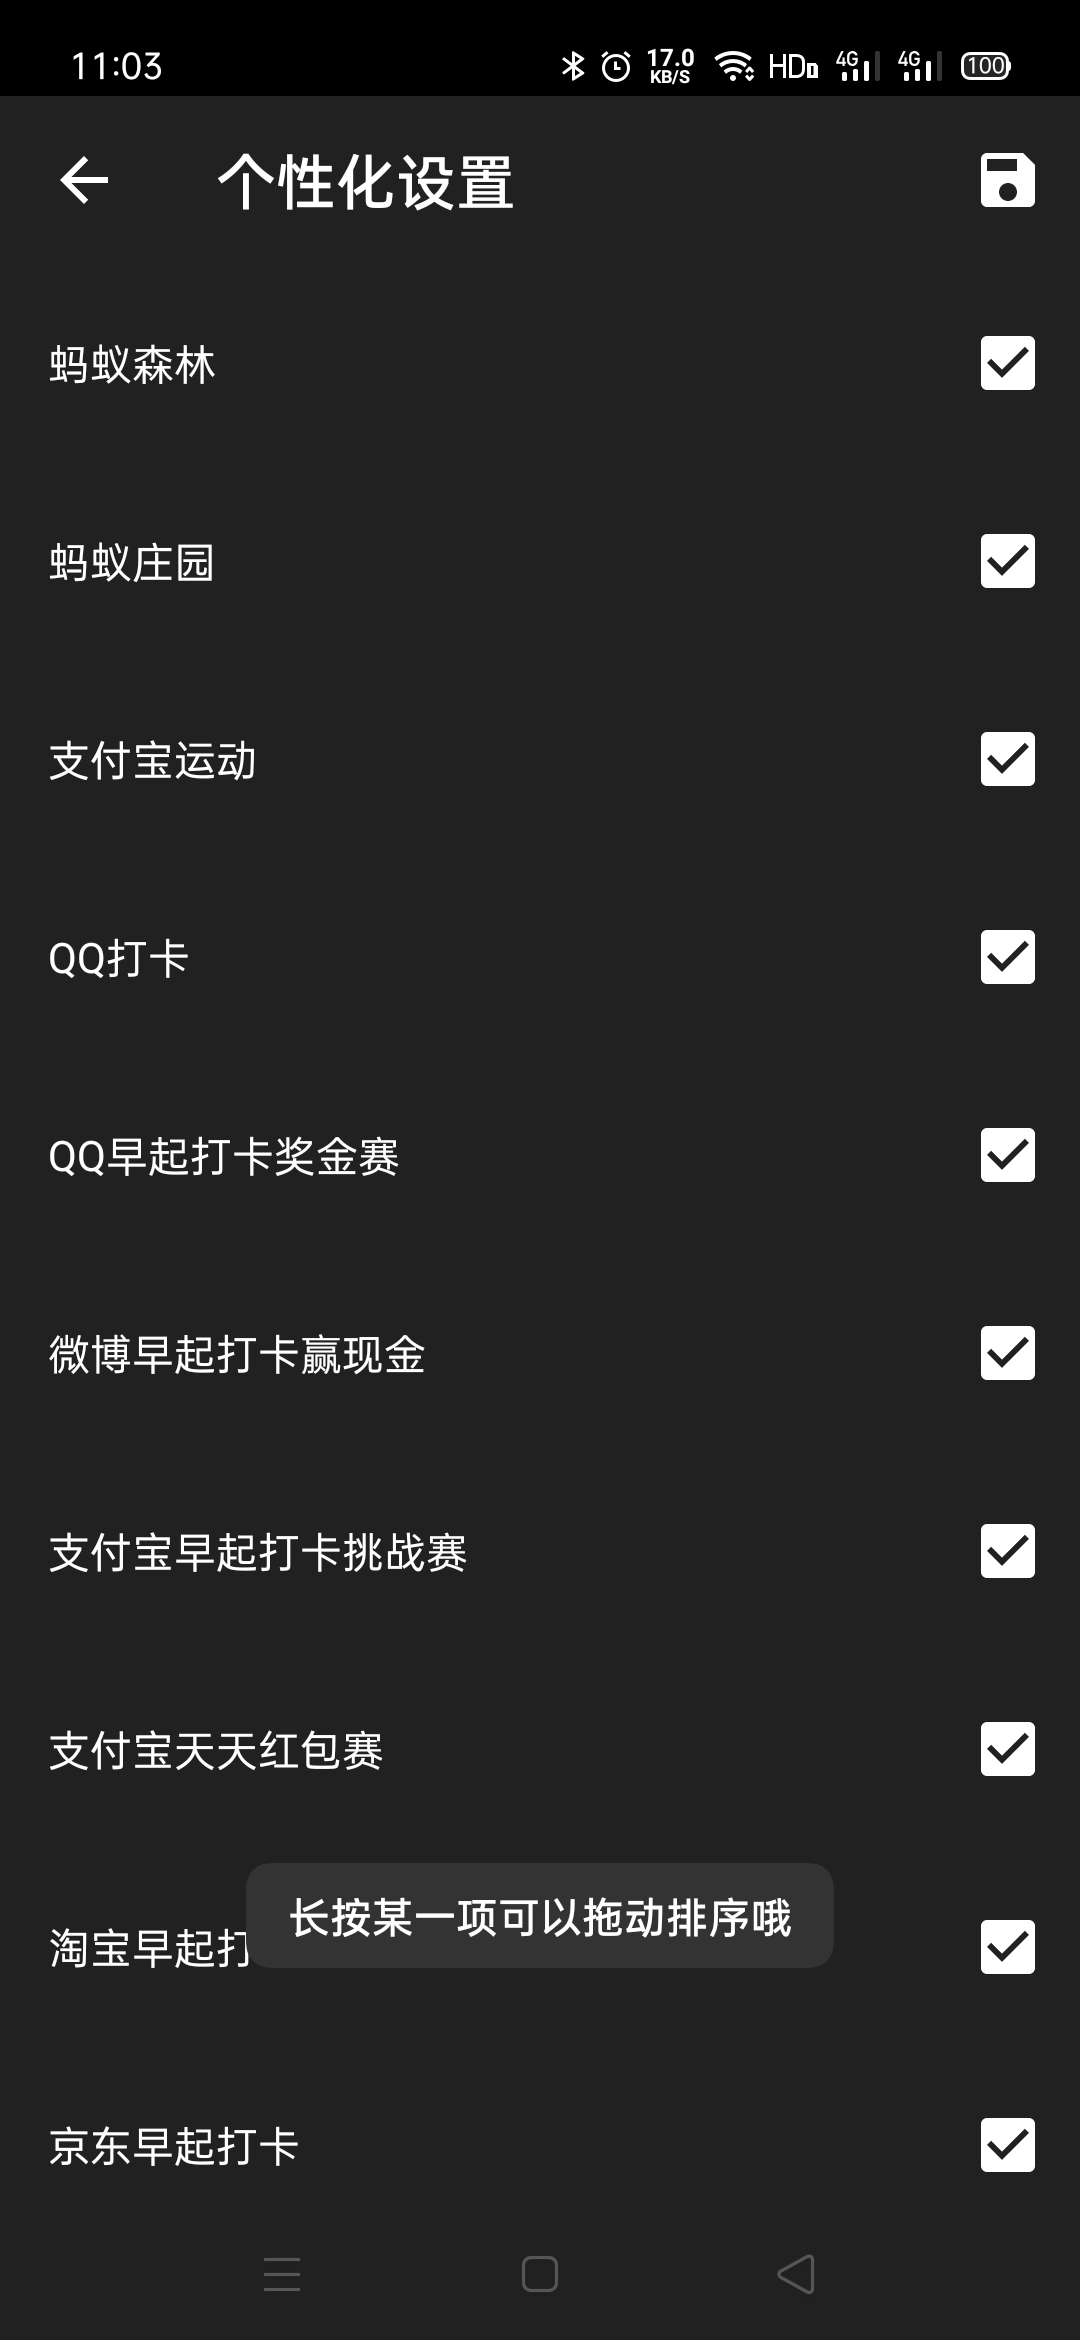 11:03
17.0
KB/S
HD
4G
4G
100
个性化设置
蚂蚁森林
蚂蚁庄园
支付宝运动
QQ打卡
QQ早起打卡奖金赛
微博早起打卡赢现金
支付宝早起打卡挑战赛
支付宝天天红包赛
长按某一项可以拖动排序哦
淘宝早起打
京东早起打卡